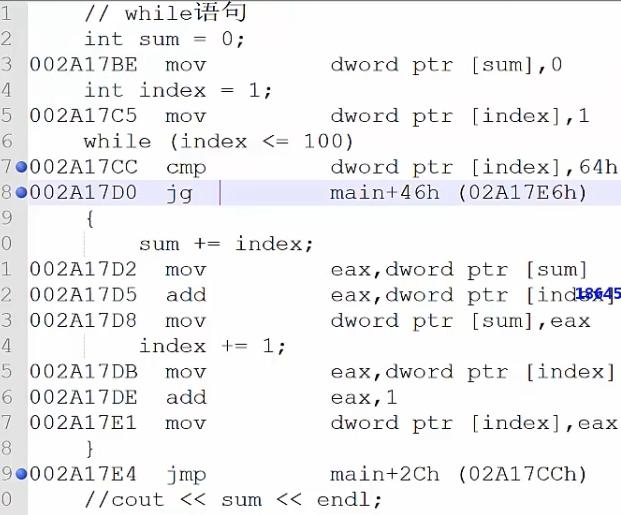 1 // while语句
2 int sum = 0;
3 002A17BE mov dword ptr [sum],0
4 int index = 1;
5 002A17C5 mov dword ptr [index],1
6 while (index <= 100)
7 002A17CC cmp dword ptr [index],64h
8 002A17D0 jg main+46h (02A17E6h)
9 {
0 sum += index;
1 002A17D2 mov eax,dword ptr [sum]
2 002A17D5 add eax,dword ptr [index] 18645
3 002A17D8 mov dword ptr [sum],eax
4 index += 1;
5 002A17DB mov eax,dword ptr [index]
6 002A17DE add eax,1
7 002A17E1 mov dword ptr [index],eax
8 }
9 002A17E4 jmp main+2Ch (02A17CCh)
0 //cout << sum << endl;